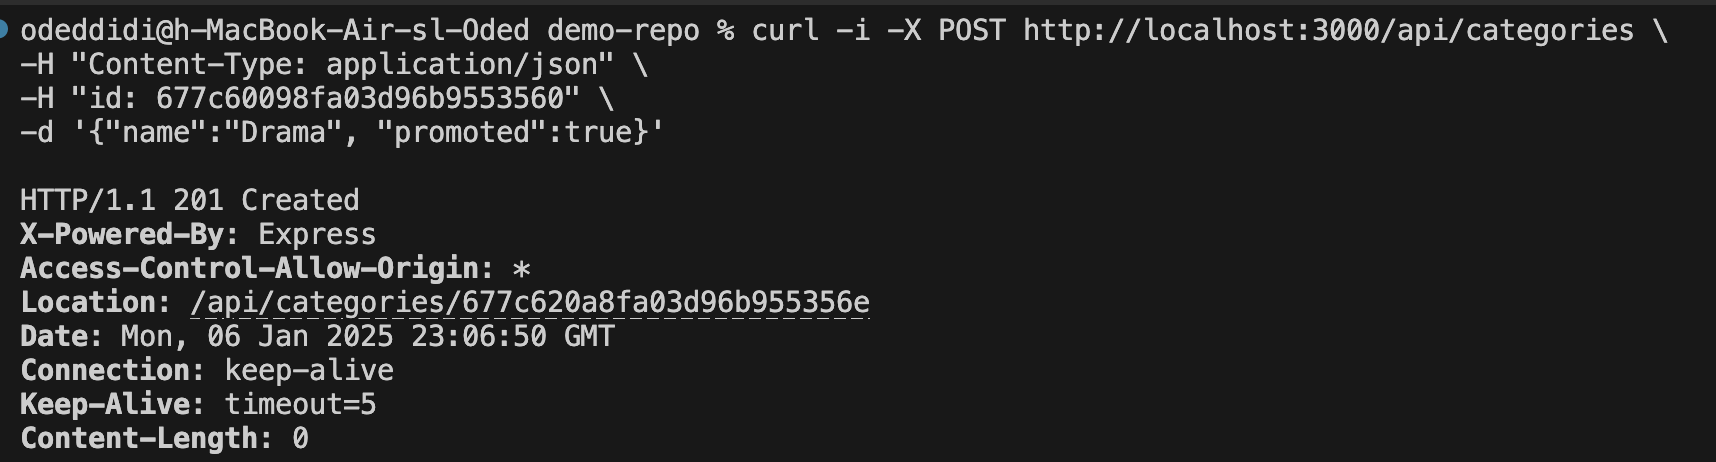 odeddidi@h-MacBook-Air-sl-Oded demo-repo % curl -i -X POST http://localhost:3000/api/categories \
-H "Content-Type: application/json" \
-H "id: 677c60098fa03d96b9553560" \
-d '{"name":"Drama", "promoted":true}'
HTTP/1.1 201 Created
X-Powered-By: Express
Access-Control-Allow-Origin: *
Location: /api/categories/677c620a8fa03d96b955356e
Date: Mon, 06 Jan 2025 23:06:50 GMT
Connection: keep-alive
Keep-Alive: timeout=5
Content-Length: 0